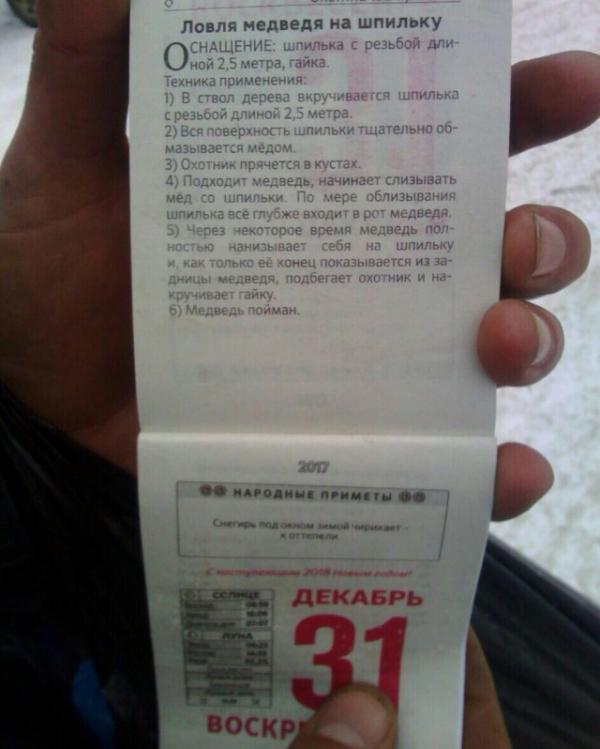 Ловля медведя на шпильку
ОСНАЩЕНИЕ: шпилька с резьбой дли-
ной 2,5 метра, гайка.
Техника применения:
1) В ствол дерева вкручивается шпилька
с резьбой длиной 2,5 метра.
2) Вся поверхность шпильки тщательно об-
мазывается мёдом.
3) Охотник прячется в кустах.
4) Подходит медведь, начинает слизывать
мёд со шпильки. По мере облизывания
шпилька всё глубже входит в рот медведя.
5) Через некоторое время медведь пол-
ностью нанизывает себя на шпильку
и, как только её конец показывается из за-
дницы медведя, подбегает охотник и на-
кручивает гайку.
6) Медведь пойман.
2017
НАРОДНЫЕ ПРИМЕТЫ
Снегирь под окном зимой чирикает -
к оттепели
С наступающим 2018 Новым годом!
СОЛНЦЕ
ЛУНА
ДЕКАБРЬ
31
ВОСКР